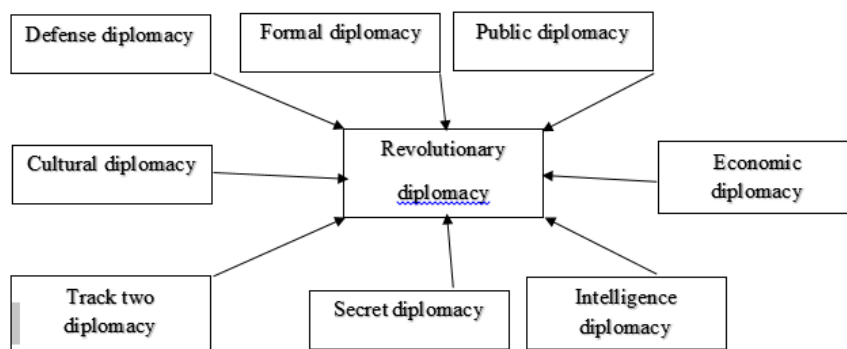 Defense diplomacy
Formal diplomacy
Public diplomacy
Cultural diplomacy
Revolutionary
diplomacy
Economic
diplomacy
Track two
diplomacy
Secret diplomacy
Intelligence
diplomacy